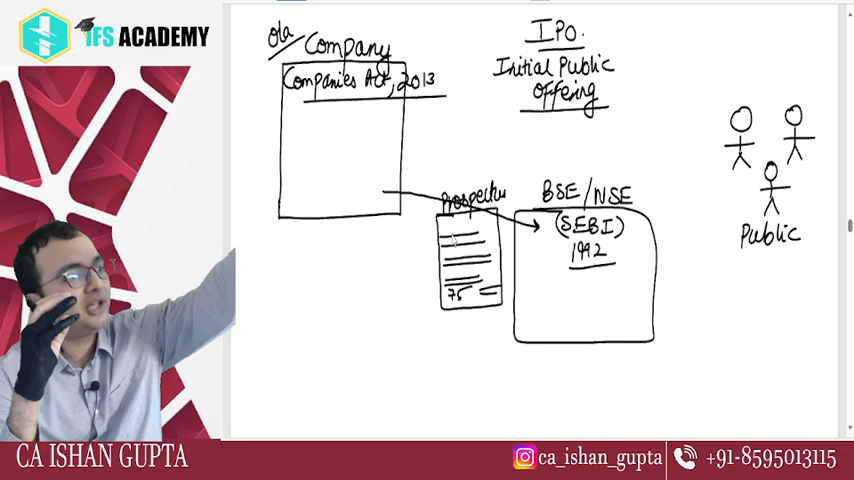 IFS ACADEMY
Ola/Company
Companies Act, 2013
IPO.
Initial Public
Offering
Prospectus
75
BSE/NSE
(SEBI)
1992
Public
CA ISHAN GUPTA
ca_ishan_gupta
+91-8595013115